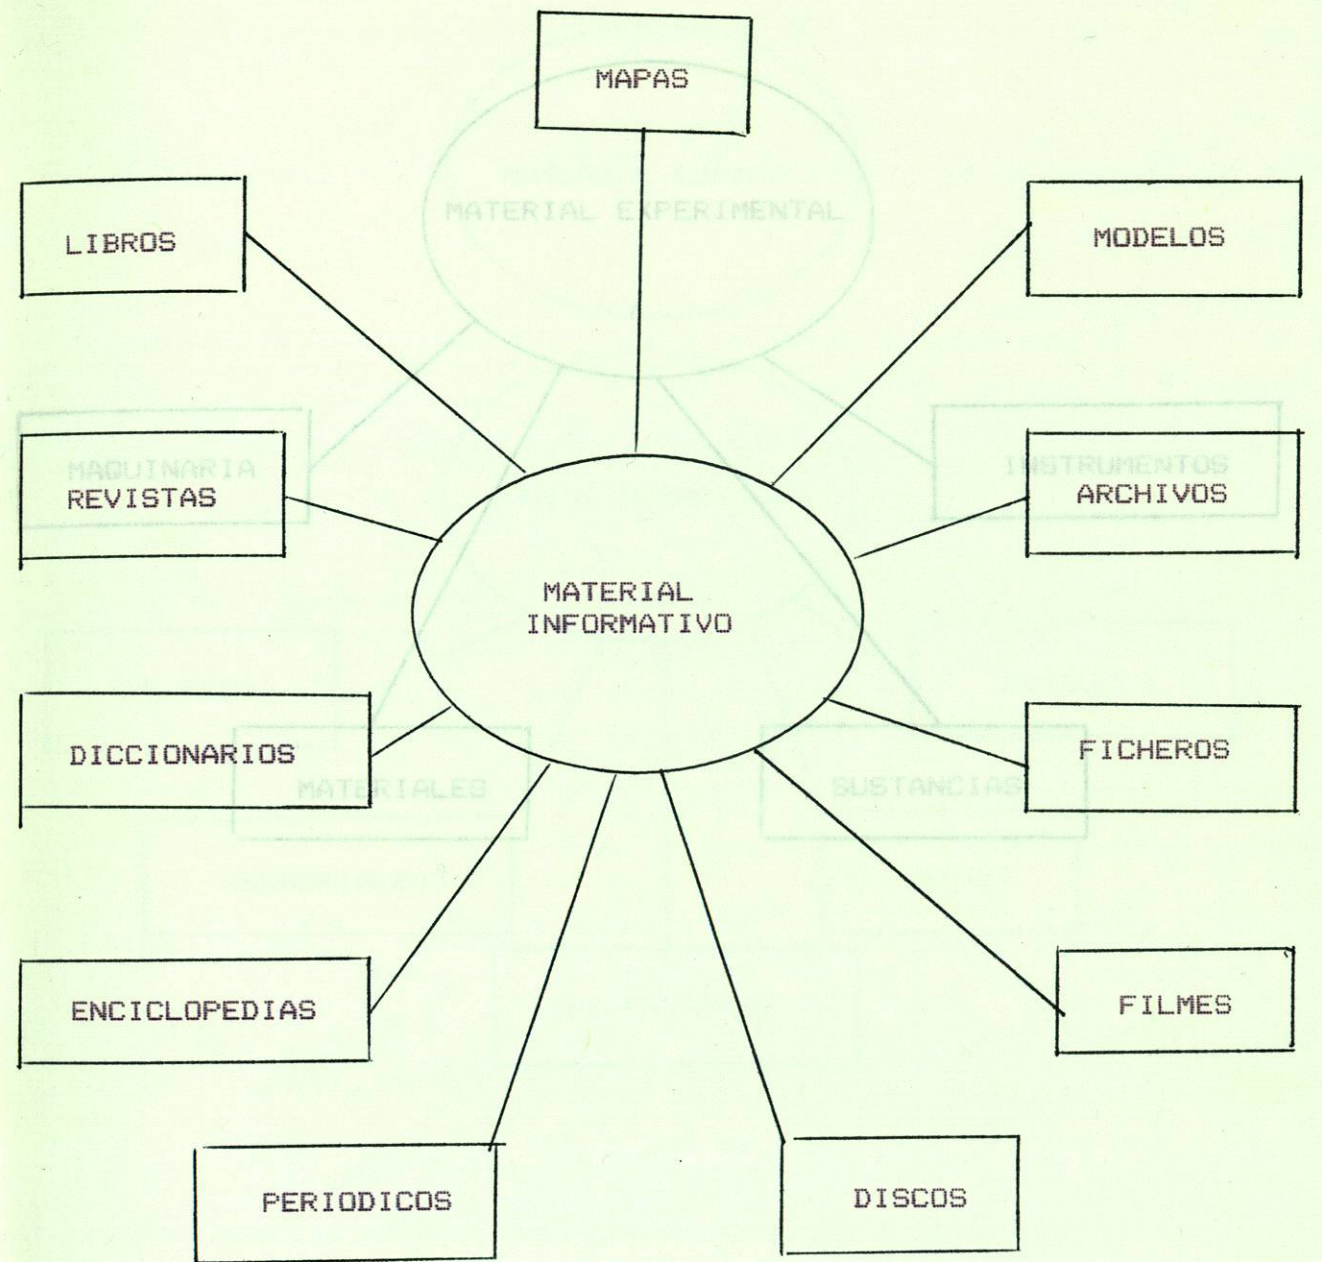 MAPAS
LIBROS
MATERIAL EXPERIMENTAL
MODELOS
MAQUINARIA
INSTRUMENTOS
REVISTAS
ARCHIVOS
MATERIAL
INFORMATIVO
DICCIONARIOS
FICHEROS
MATERIALES
SUSTANCIAS
ENCICLOPEDIAS
FILMES
PERIODICOS
DISCOS